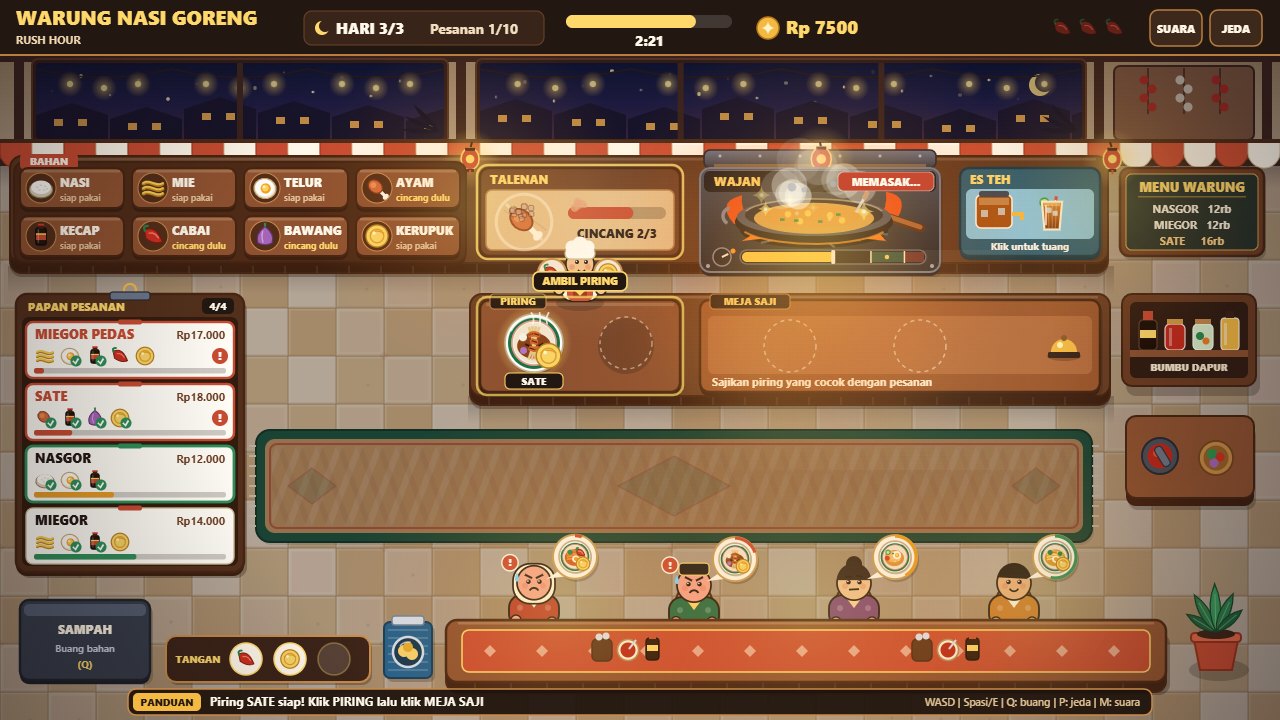 WARUNG NASI GORENG
RUSH HOUR
HARI 3/3 Pesanan 1/10
2:21
Rp 7500
SUARA
JEDA
BAHAN
NASI
siap pakai
MIE
siap pakai
TELUR
siap pakai
AYAM
cincang dulu
KECAP
siap pakai
CABAI
cincang dulu
BAWANG
cincang dulu
KERUPUK
siap pakai
TALENAN
CINCANG 2/3
WAJAN
MEMASAK...
ES TEH
Klik untuk tuang
MENU WARUNG
NASGOR 12rb
MIEGOR 12rb
SATE 16rb
AMBIL PIRING
PAPAN PESANAN 4/4
MIEGOR PEDAS Rp17.000
!
SATE Rp18.000
!
NASGOR Rp12.000
MIEGOR Rp14.000
PIRING
SATE
MEJA SAJI
Sajikan piring yang cocok dengan pesanan
BUMBU DAPUR
!
!
SAMPAH
Buang bahan
(Q)
TANGAN
PANDUAN Piring SATE siap! Klik PIRING lalu klik MEJA SAJI
WASD | Spasi/E | Q: buang | P: jeda | M: suara